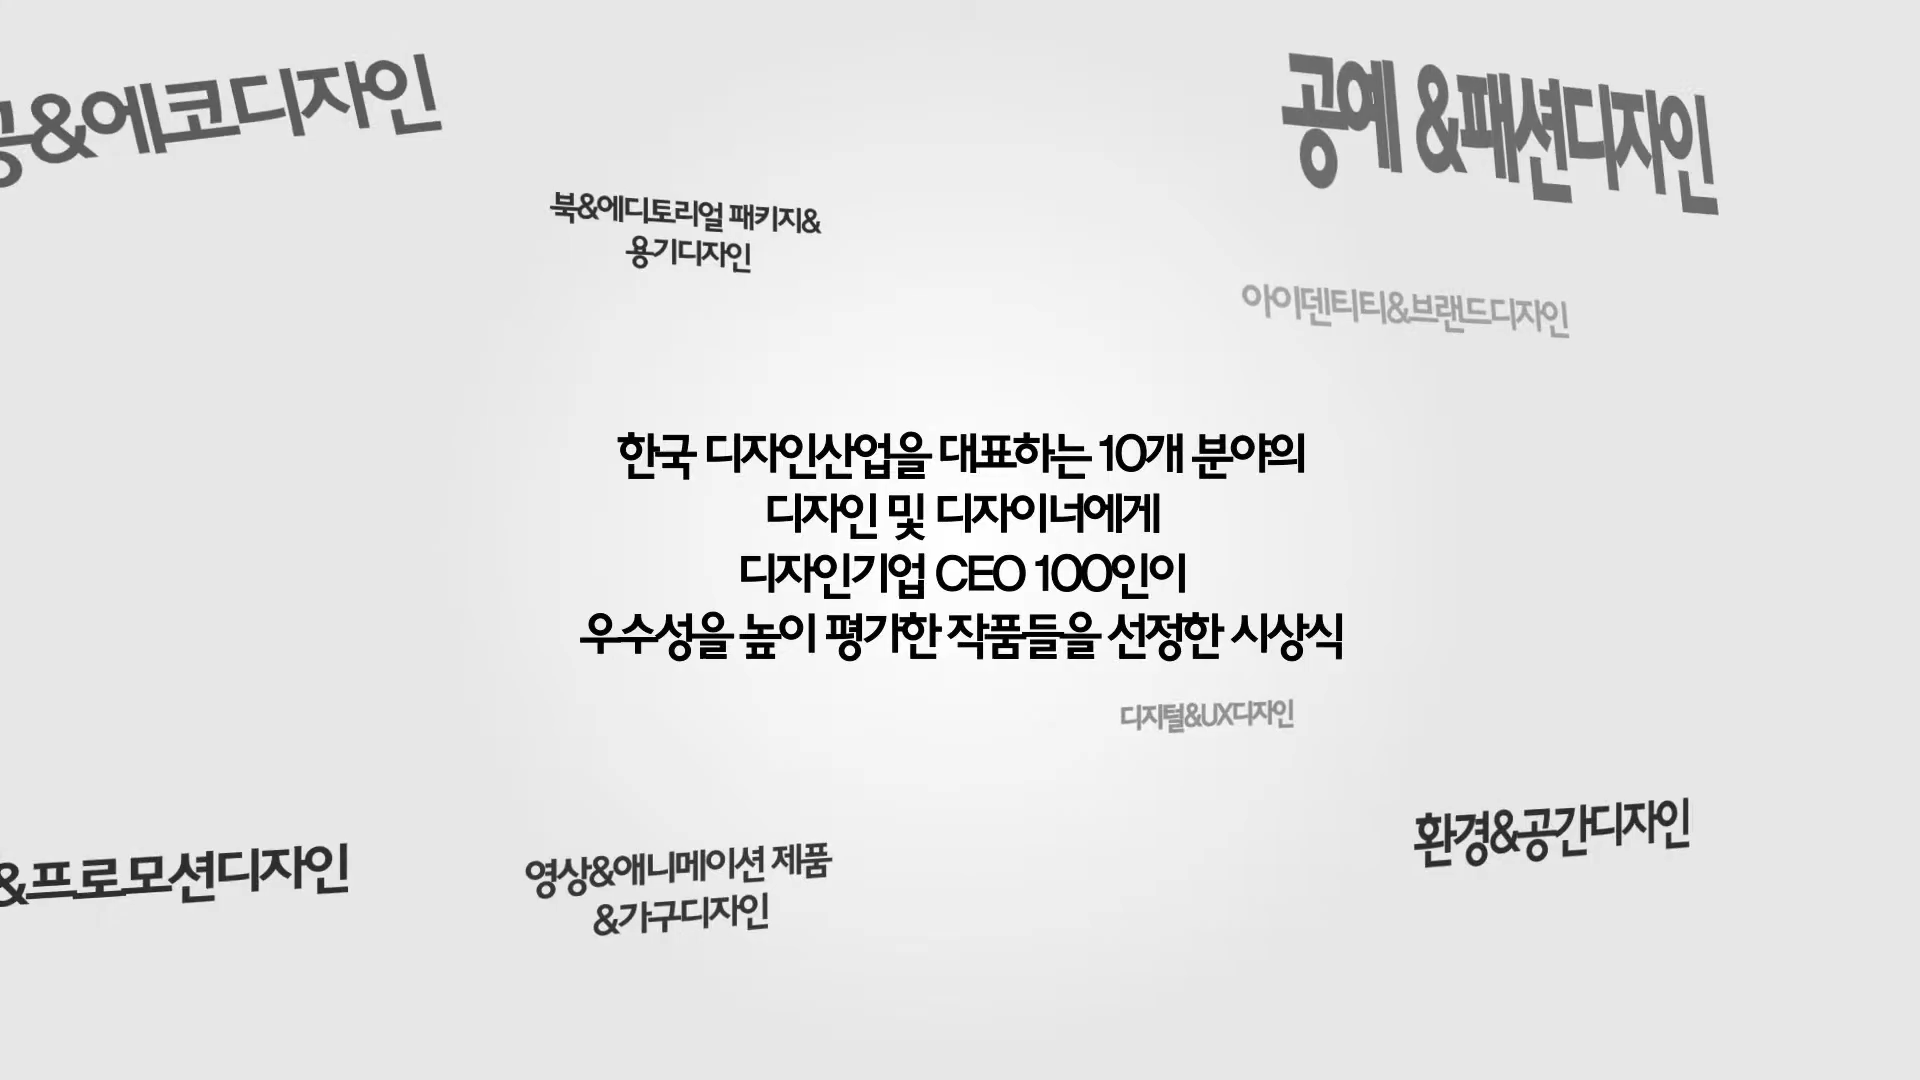 공&에코디자인
공예 &패션디자인
북&에디토리얼 패키지&
용기디자인
아이덴티티&브랜드디자인
한국 디자인산업을 대표하는 10개 분야의
디자인 및 디자이너에게
디자인기업 CEO 100인이
우수성을 높이 평가한 작품들을 선정한 시상식
디지털&UX디자인
환경&공간디자인
&프로모션디자인
영상&애니메이션 제품
&가구디자인